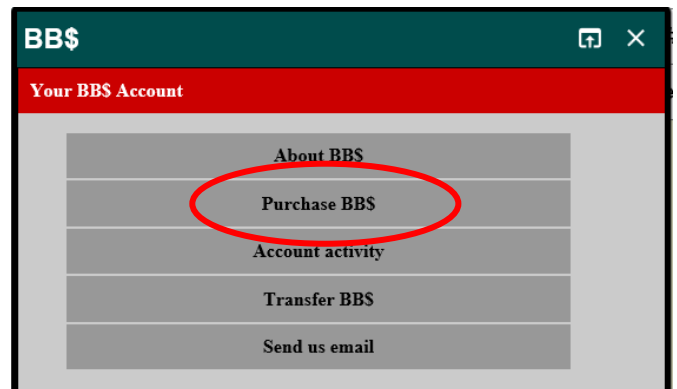 BB$
Your BB$ Account
About BB$
Purchase BB$
Account activity
Transfer BB$
Send us email